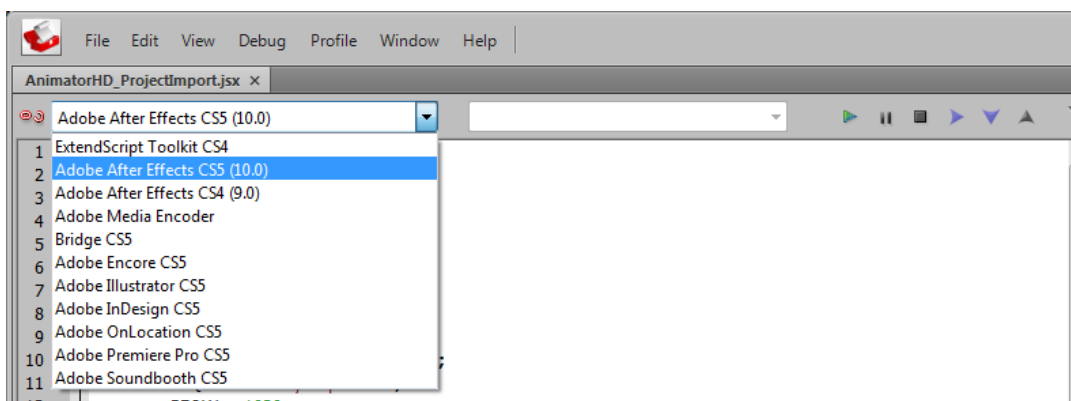 File Edit View Debug Profile Window Help
AnimatorHD_ProjectImport.jsx ×
Adobe After Effects CS5 (10.0)
1 ExtendScript Toolkit CS4
2 Adobe After Effects CS5 (10.0)
3 Adobe After Effects CS4 (9.0)
4 Adobe Media Encoder
5 Bridge CS5
6 Adobe Encore CS5
7 Adobe Illustrator CS5
8 Adobe InDesign CS5
9 Adobe OnLocation CS5
10 Adobe Premiere Pro CS5 ;
11 Adobe Soundbooth CS5